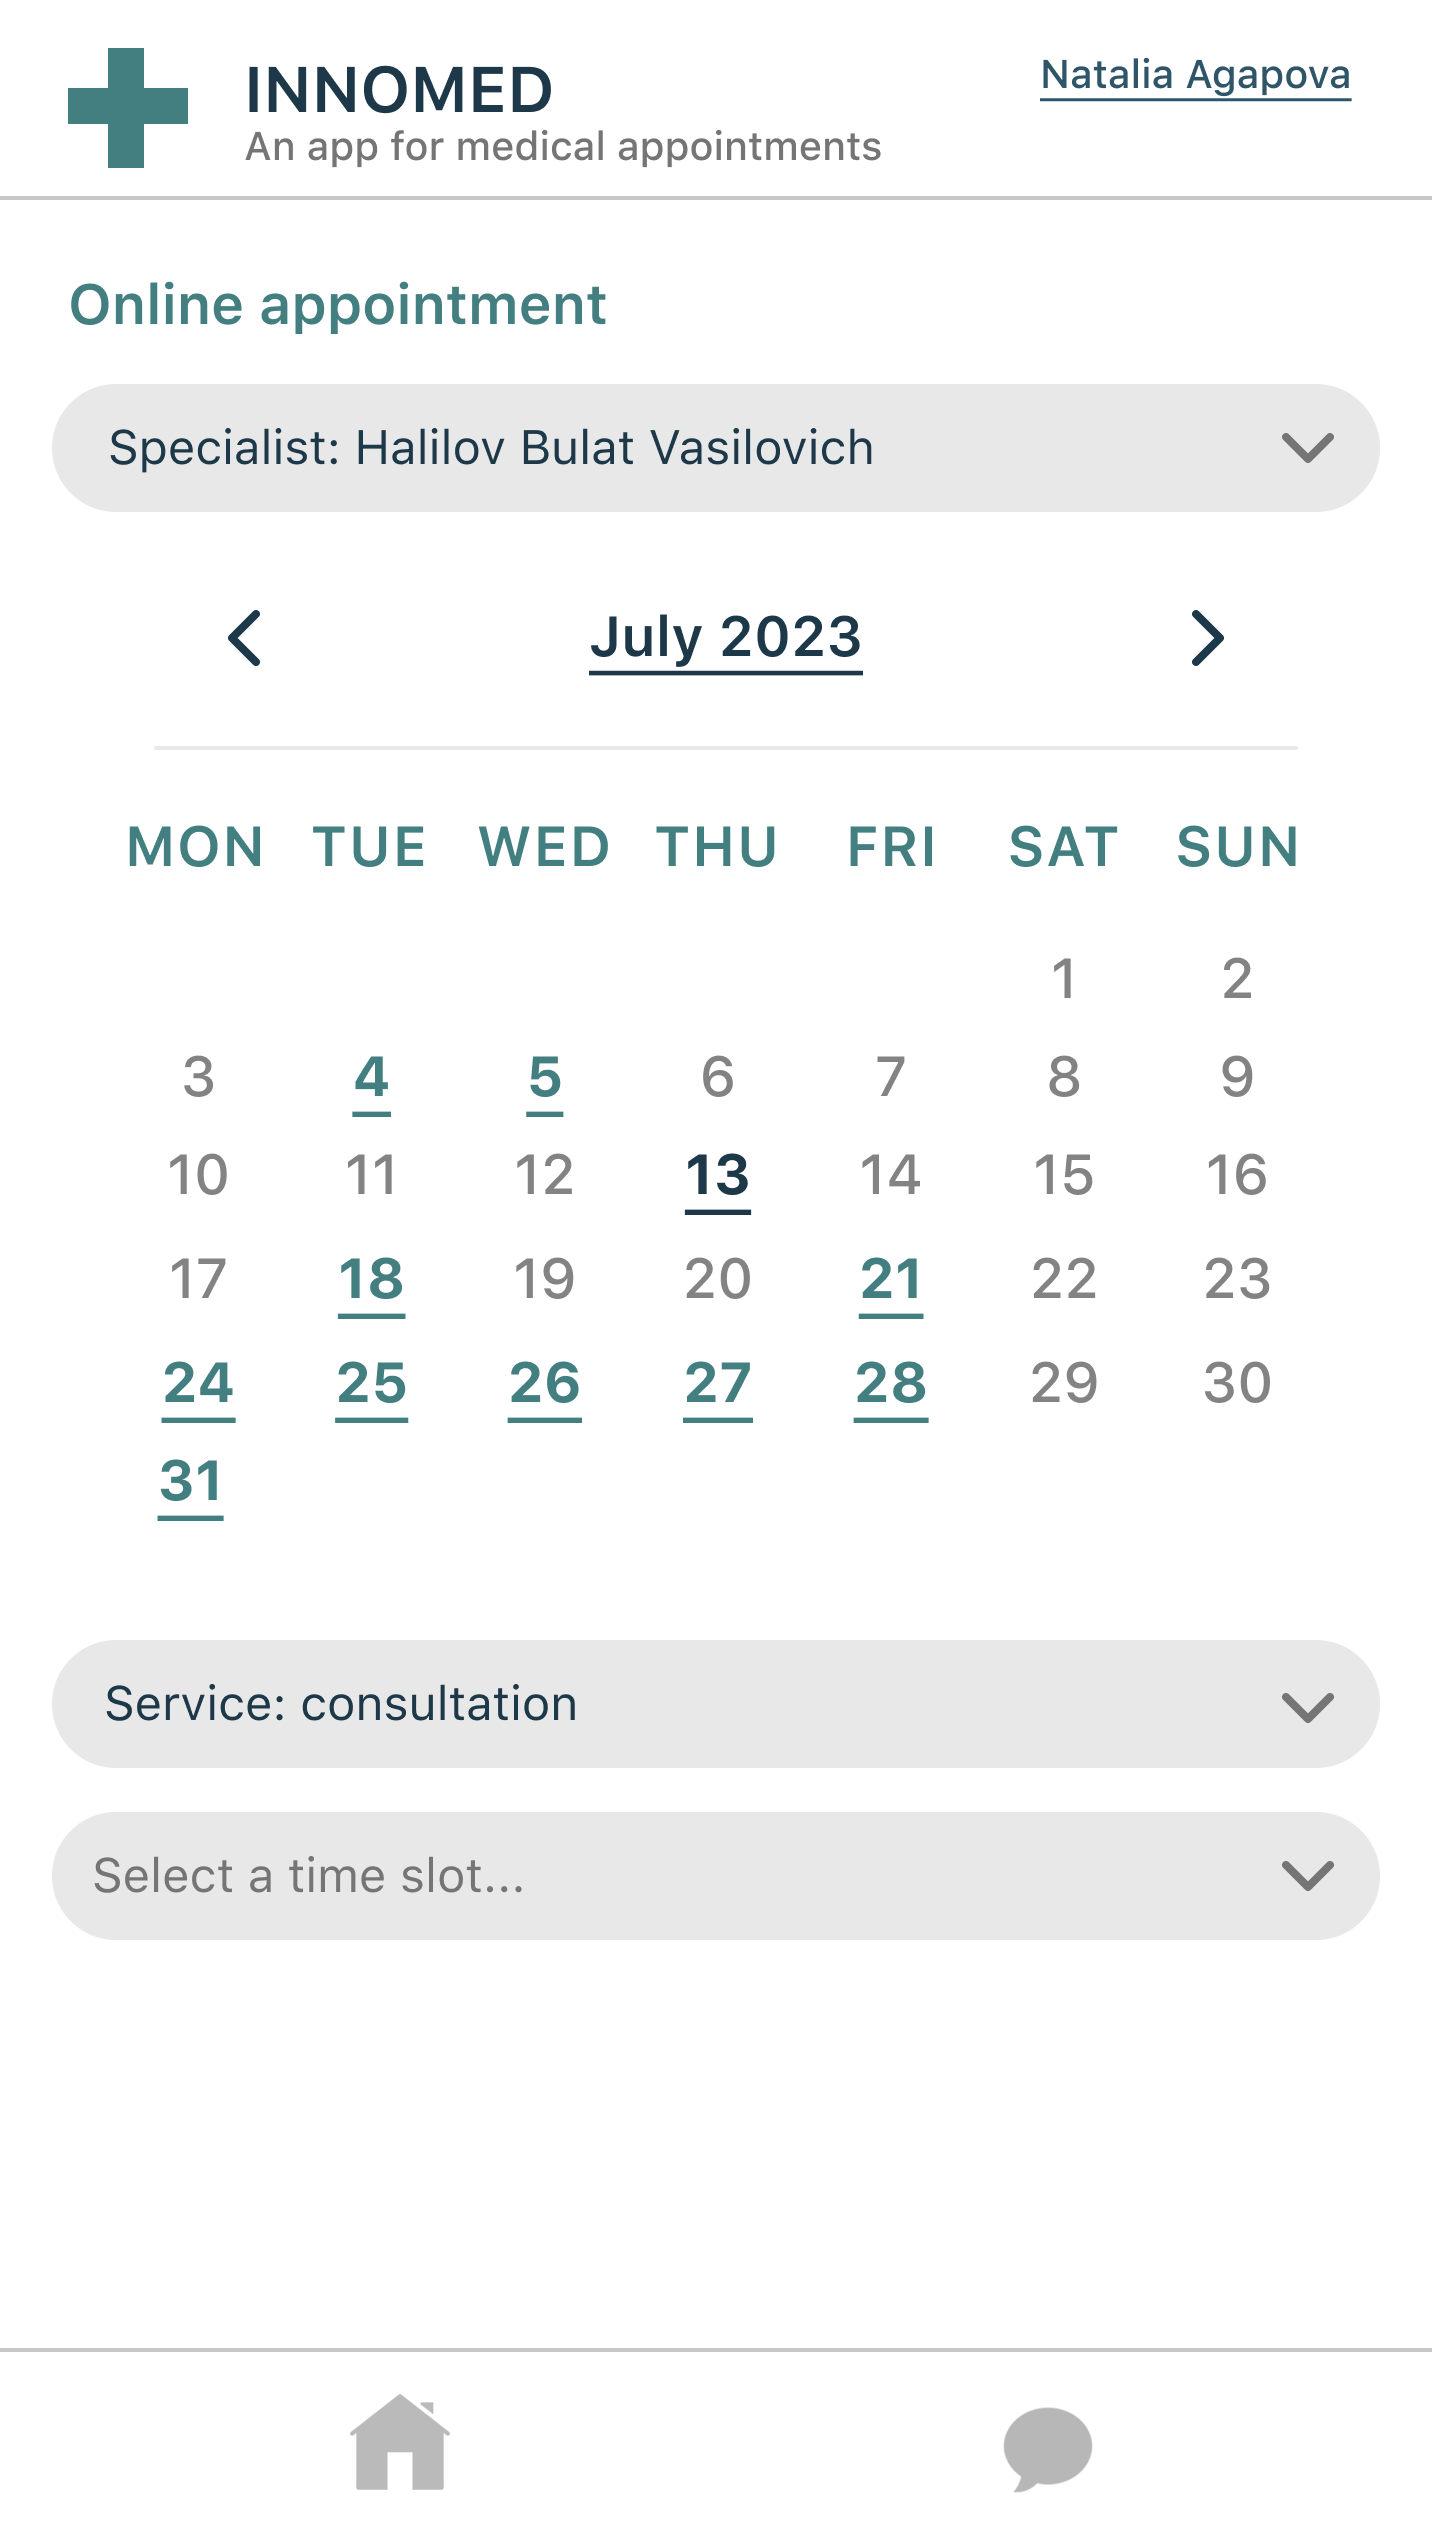 INNOMED
An app for medical appointments
Natalia Agapova
Online appointment
Specialist: Halilov Bulat Vasilovich
July 2023
MON TUE WED THU FRI SAT SUN
1 2
3 4 5 6 7 8 9
10 11 12 13 14 15 16
17 18 19 20 21 22 23
24 25 26 27 28 29 30
31
Service: consultation
Select a time slot...